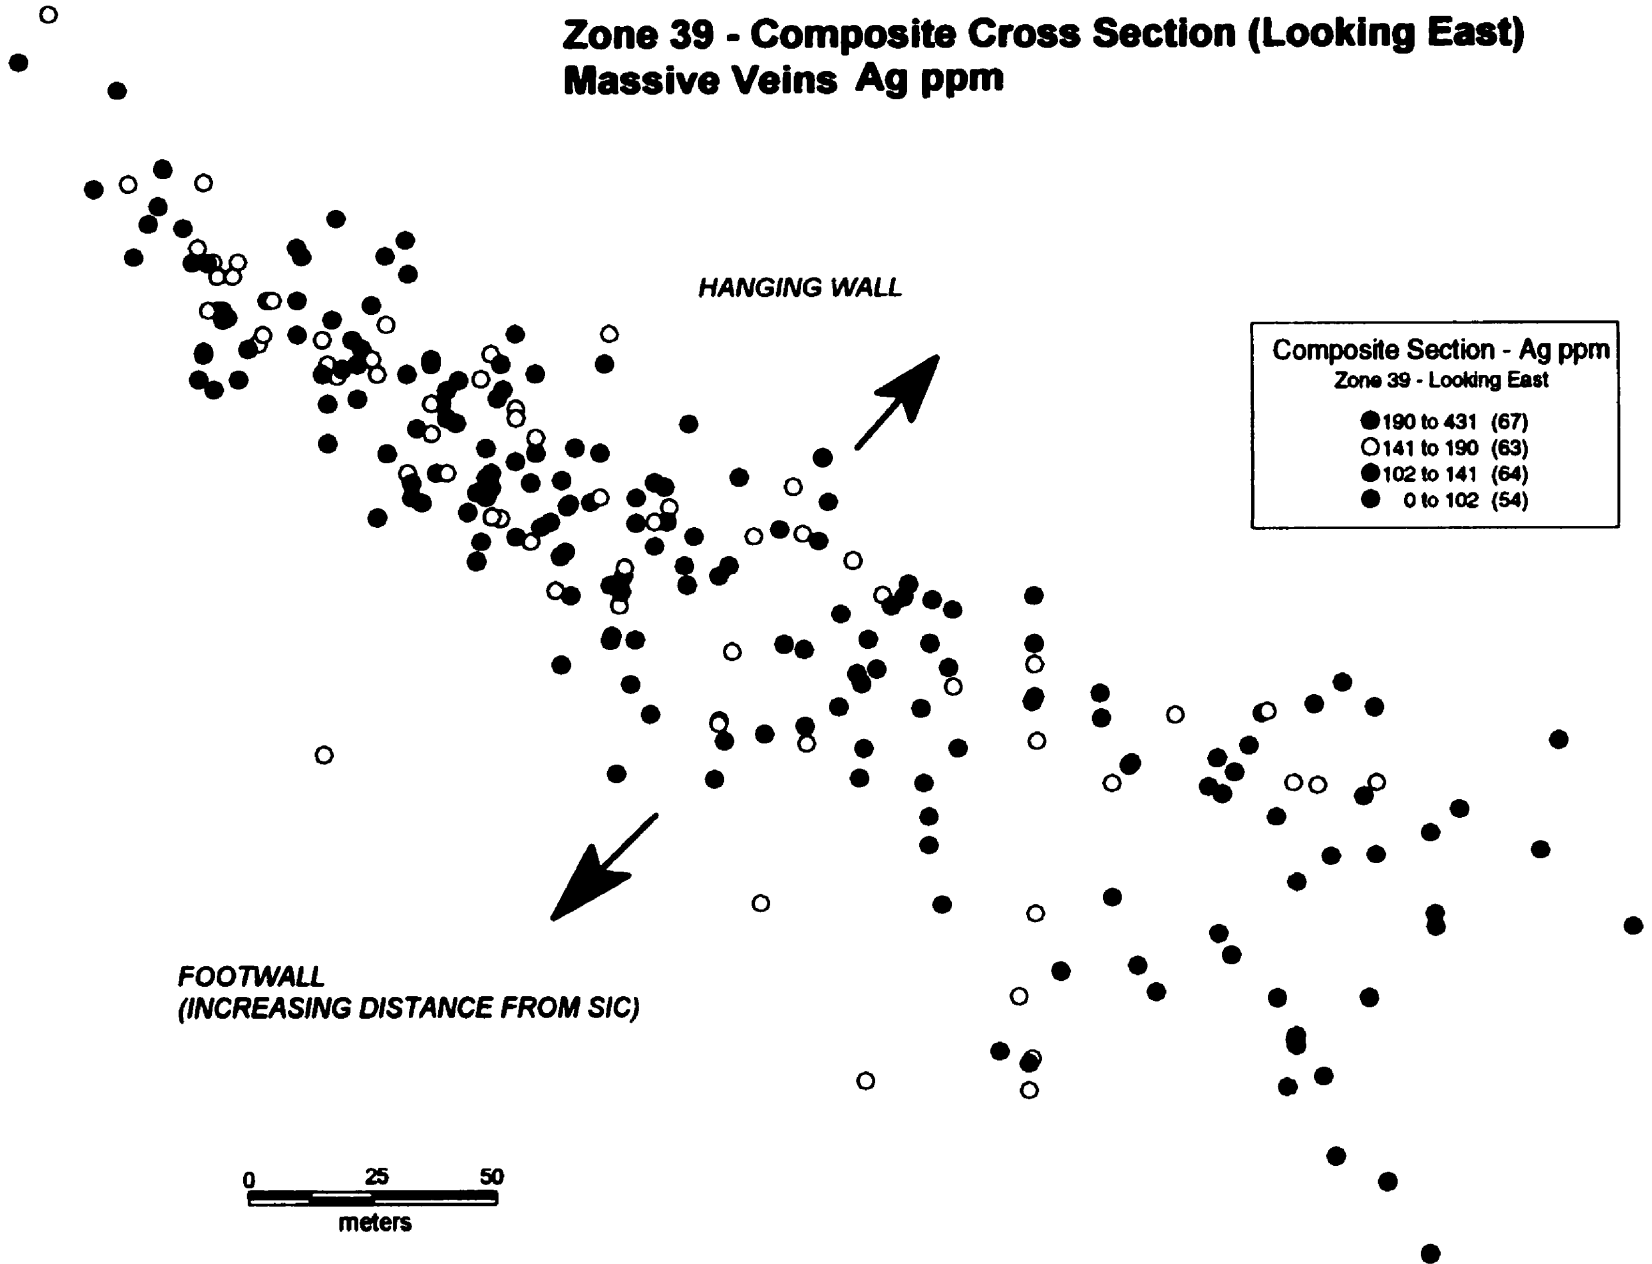 Zone 39 - Composite Cross Section (Looking East)
Massive Veins Ag ppm
HANGING WALL
Composite Section - Ag ppm
Zone 39 - Looking East
190 to 431 (67)
141 to 190 (63)
102 to 141 (64)
0 to 102 (54)
FOOTWALL
(INCREASING DISTANCE FROM SIC)
0 25 50
meters